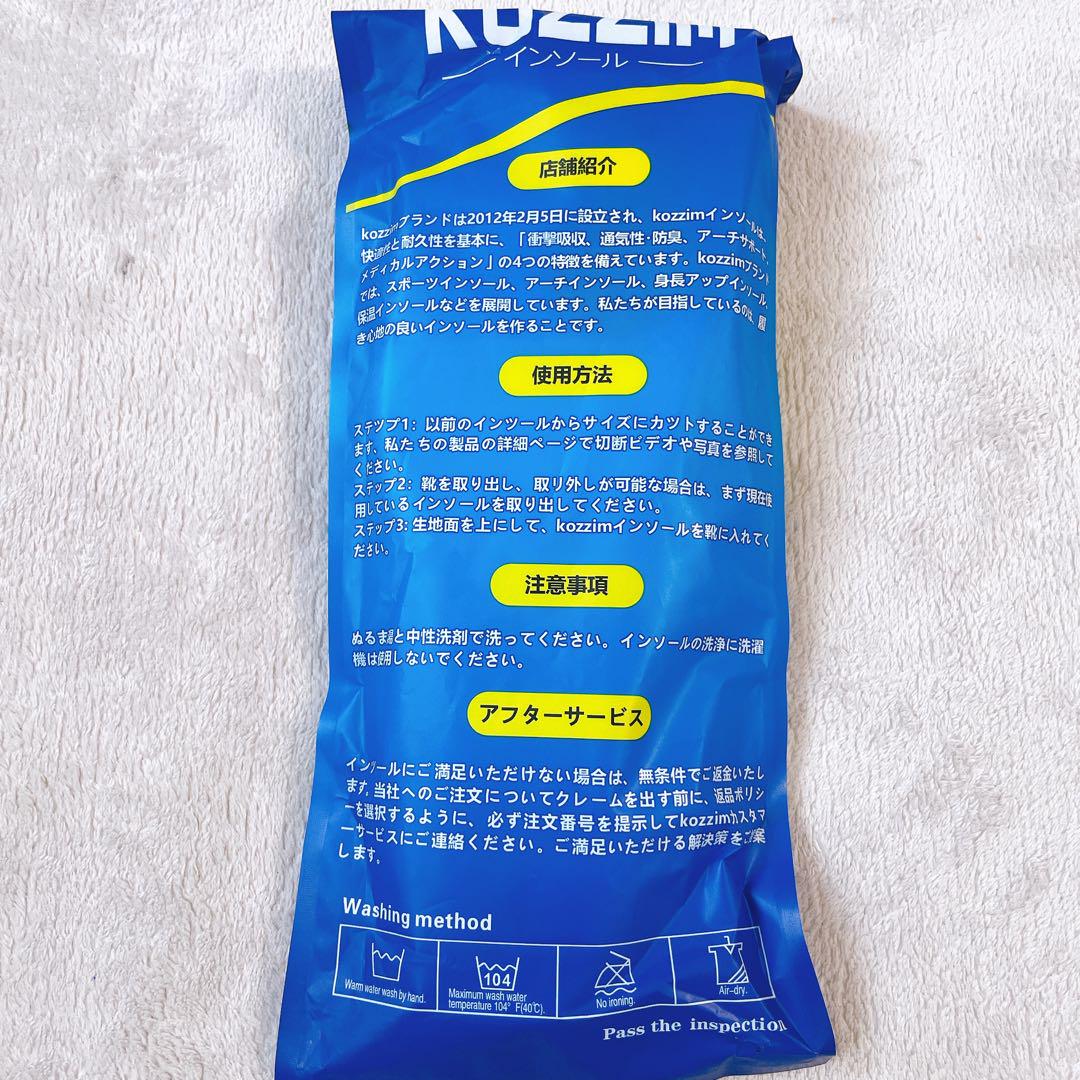 KOZZIM
インソール
店舗紹介
kozzimブランドは2012年2月5日に設立され、kozzimインソールは、
快適性と耐久性を基本に、「衝撃吸収、通気性·防臭、アーチサポート、
メディカルアクション」の4つの特徴を備えています。kozzimブランド
では、スポーツインソール、アーチインソール、身長アップインソール、
保温インソールなどを展開しています。私たちが目指しているのは、履
き心地の良いインソールを作ることです。
使用方法
ステツプ1：以前のインツールからサイズにカツトすることができ
ます、私たちの製品の詳細ページで切断ビデオや写真を参照して
ください。
ステップ2：靴を取り出し、取リ外しが可能な場合は、まず現在使
用しているインソールを取り出してください。
ステップ3: 生地面を上にして、kozzimインソールを靴に入れてく
ださい。
注意事項
ぬるま湯と中性洗剤で洗ってください。インソールの洗浄に洗濯
機は使用しないでください。
アフターサービス
インソールにご満足いただけない場合は、無条件でご返金いたし
ます,当社へのご注文についてクレームを出す前に、返品ポリシ
ーを選択するように、必ず注文番号を提示してkozzimカスタマ
ーサービスにご連絡ください。ご満足いただける解決策をご提案
します。
Washing method
104
Warm water wash by hand.
Maximum wash water
temperature 104°F(40℃).
No ironing.
Air-dry.
Pass the inspection